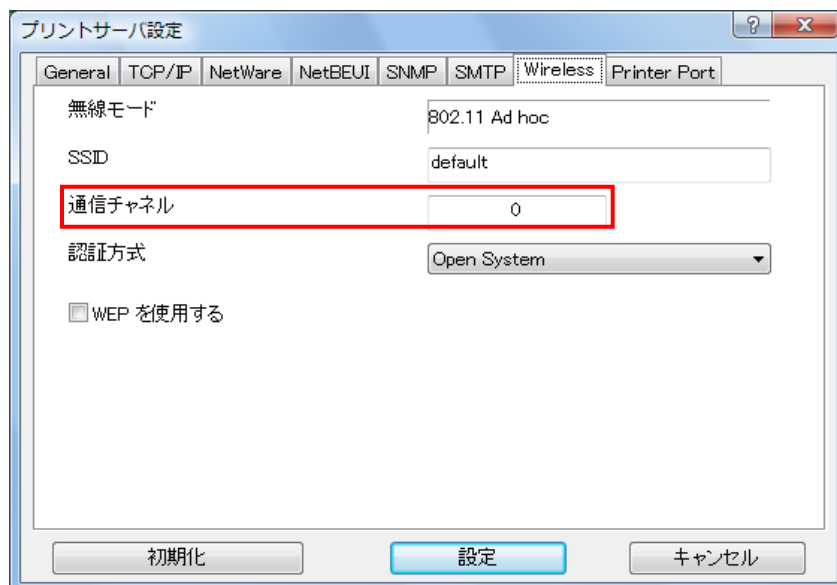 プリントサーバ設定
General TCP/IP NetWare NetBEUI SNMP SMTP Wireless Printer Port
無線モード 802.11 Ad hoc
SSID default
通信チャネル 0
認証方式 Open System
WEP を使用する
初期化 設定 キャンセル